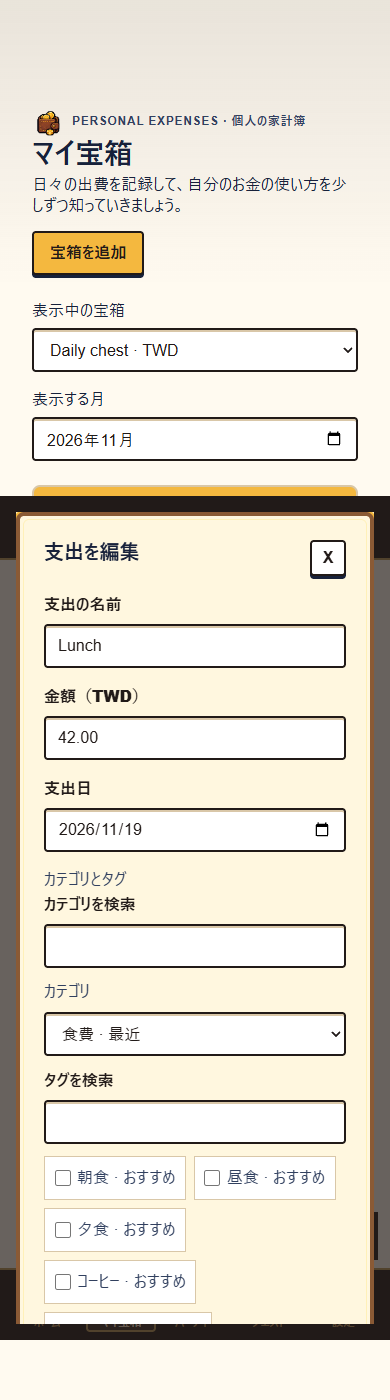 PERSONAL EXPENSES · 個人の家計簿
マイ宝箱
日々の出費を記録して、自分のお金の使い方を少
しずつ知っていきましょう。
宝箱を追加
表示中の宝箱
Daily chest · TWD
表示する月
2026年11月
支出を編集
X
支出の名前
Lunch
金額（TWD）
42.00
支出日
2026/11/19
カテゴリとタグ
カテゴリを検索
カテゴリ
食費 · 最近
タグを検索
朝食 · おすすめ
昼食 · おすすめ
夕食 · おすすめ
コーヒー · おすすめ